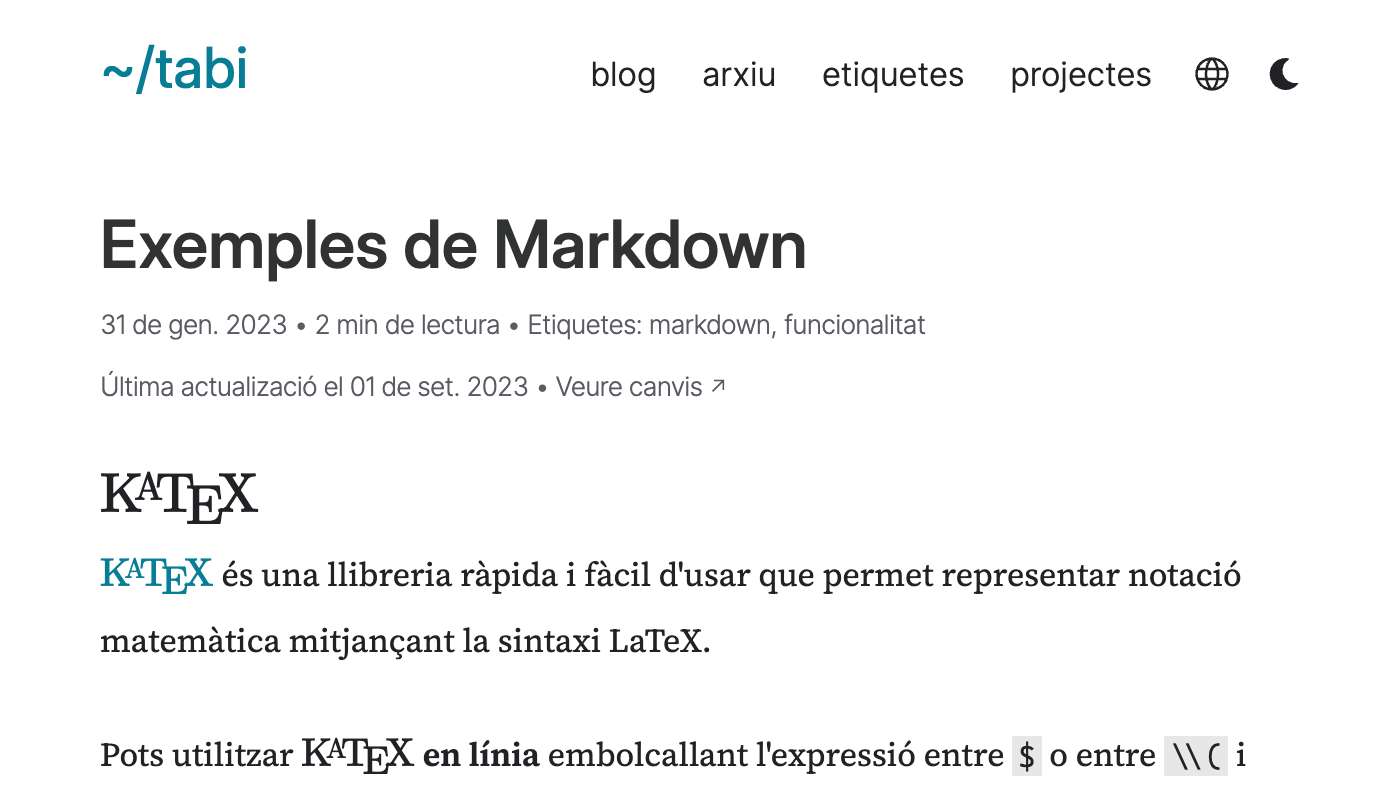 ~/tabi
blog arxiu etiquetes projectes
Exemples de Markdown
31 de gen. 2023 • 2 min de lectura • Etiquetes: markdown, funcionalitat
Última actualització el 01 de set. 2023 • Veure canvis ↗
KATEX
KATEX és una llibreria ràpida i fàcil d'usar que permet representar notació
matemàtica mitjançant la sintaxi LaTeX.
Pots utilitzar KATEX en línia embolcallant l'expressió entre $ o entre \\( i